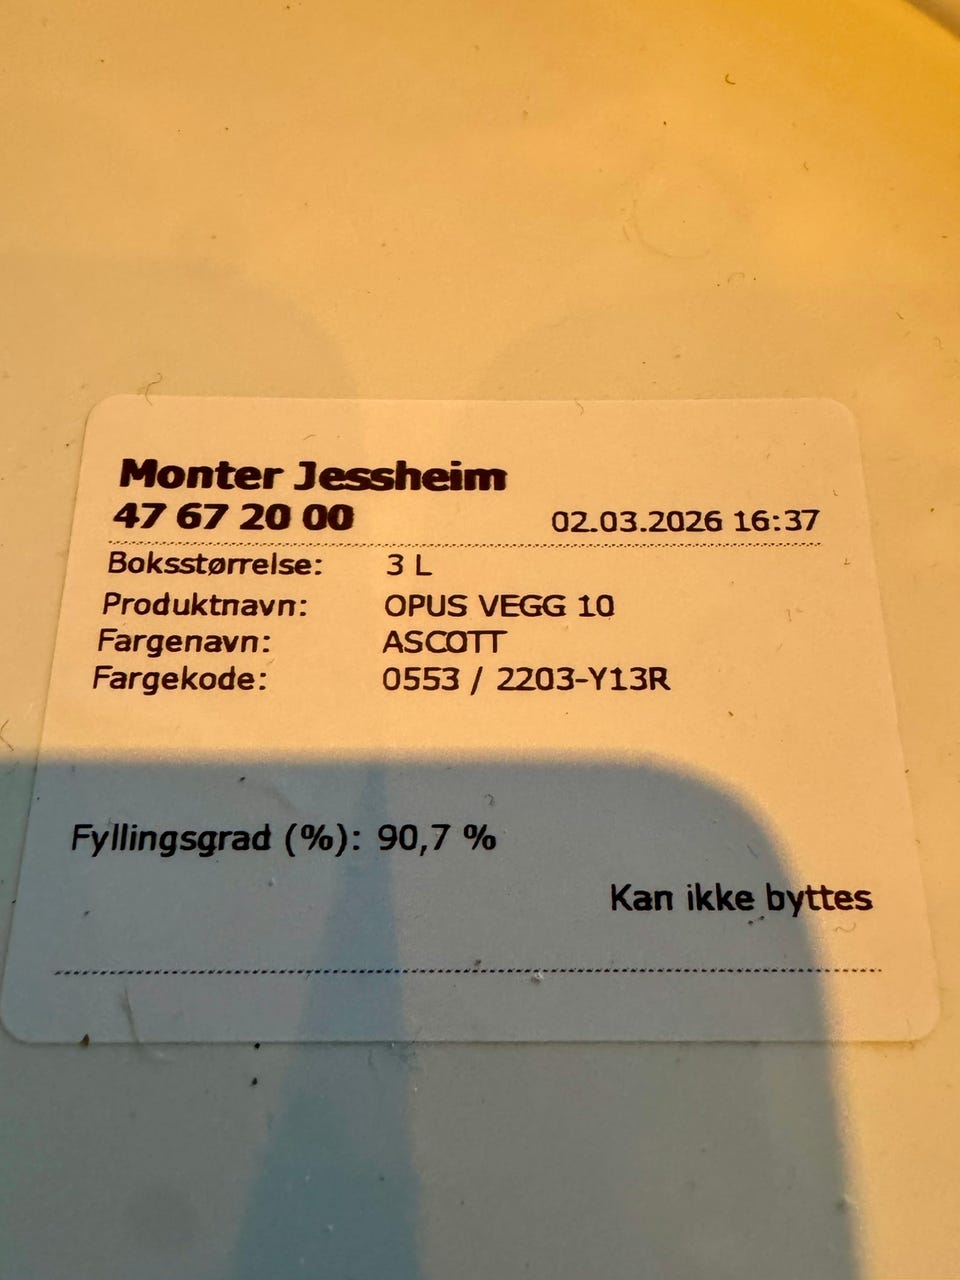 Monter Jessheim
47 67 20 00 02.03.2026 16:37
Boksstørrelse: 3 L
Produktnavn: OPUS VEGG 10
Fargenavn: ASCOTT
Fargekode: 0553 / 2203-Y13R
Fyllingsgrad (%): 90,7 %
Kan ikke byttes